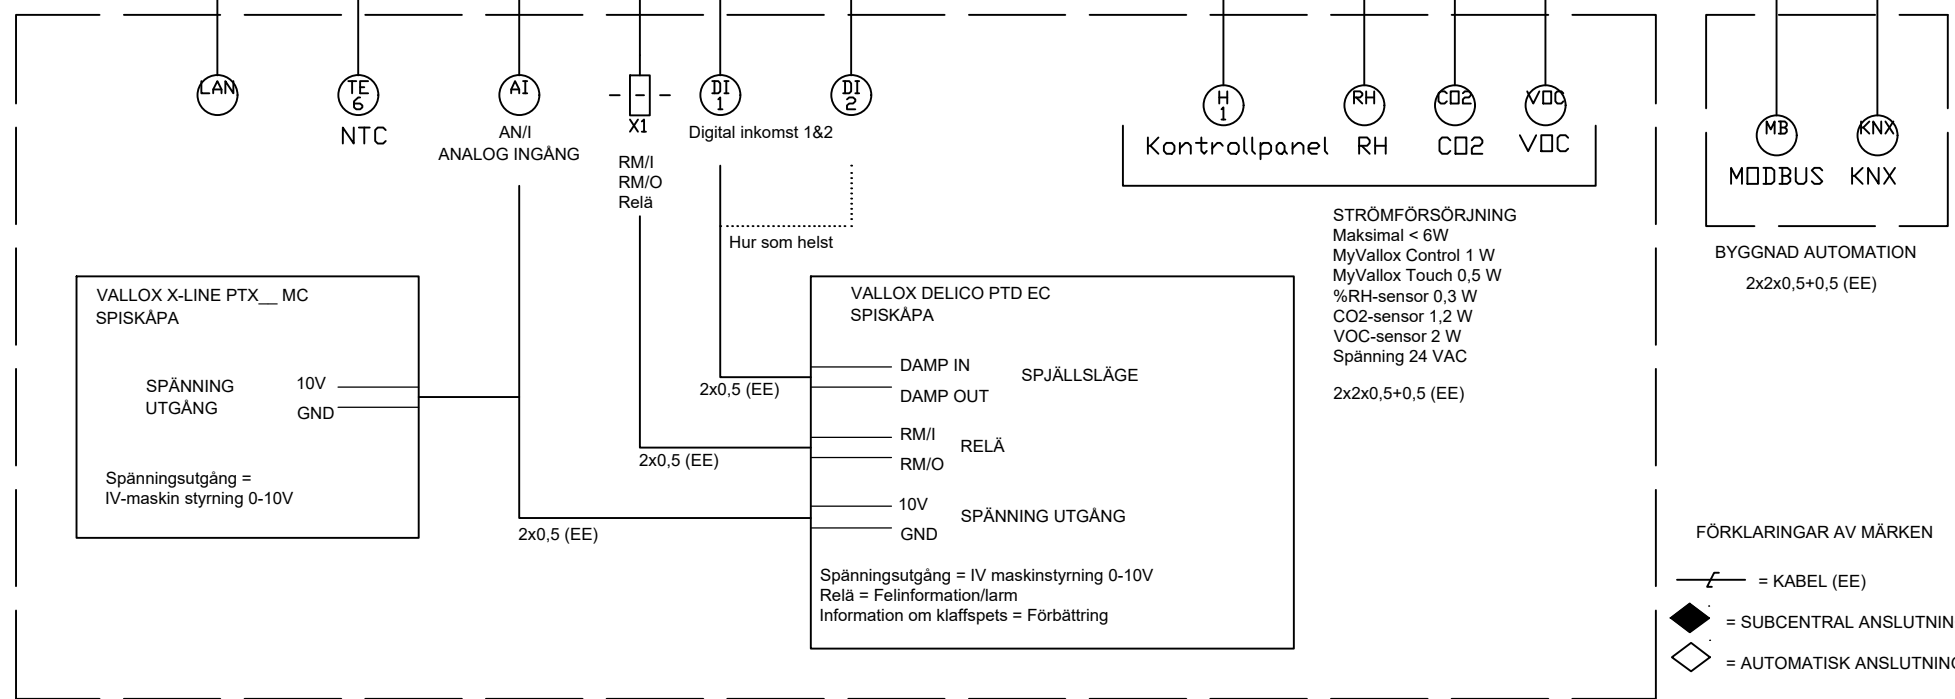 LAN
TE
6
NTC
AI
AN/I
ANALOG INGÅNG
X1
RM/I
RM/O
Relä
DI
1
DI
2
Digital inkomst 1&2
Hur som helst
H
1
Kontrollpanel
RH
RH
CO2
CO2
VOC
VOC
MB
MODBUS
KNX
KNX
BYGGNAD AUTOMATION
2x2x0,5+0,5 (EE)
STRÖMFÖRSÖRJNING
Maksimal < 6W
MyVallox Control 1 W
MyVallox Touch 0,5 W
%RH-sensor 0,3 W
CO2-sensor 1,2 W
VOC-sensor 2 W
Spänning 24 VAC
2x2x0,5+0,5 (EE)
VALLOX X-LINE PTX__ MC
SPISKÅPA
SPÄNNING
UTGÅNG
10V
GND
Spänningsutgång =
IV-maskin styrning 0-10V
2x0,5 (EE)
2x0,5 (EE)
2x0,5 (EE)
VALLOX DELICO PTD EC
SPISKÅPA
DAMP IN
DAMP OUT
SPJÄLLSLÄGE
RM/I
RM/O
RELÄ
10V
GND
SPÄNNING UTGÅNG
Spänningsutgång = IV maskinstyrning 0-10V
Relä = Felinformation/larm
Information om klaffspets = Förbättring
FÖRKLARINGAR AV MÄRKEN
= KABEL (EE)
= SUBCENTRAL ANSLUTNIN
= AUTOMATISK ANSLUTNING